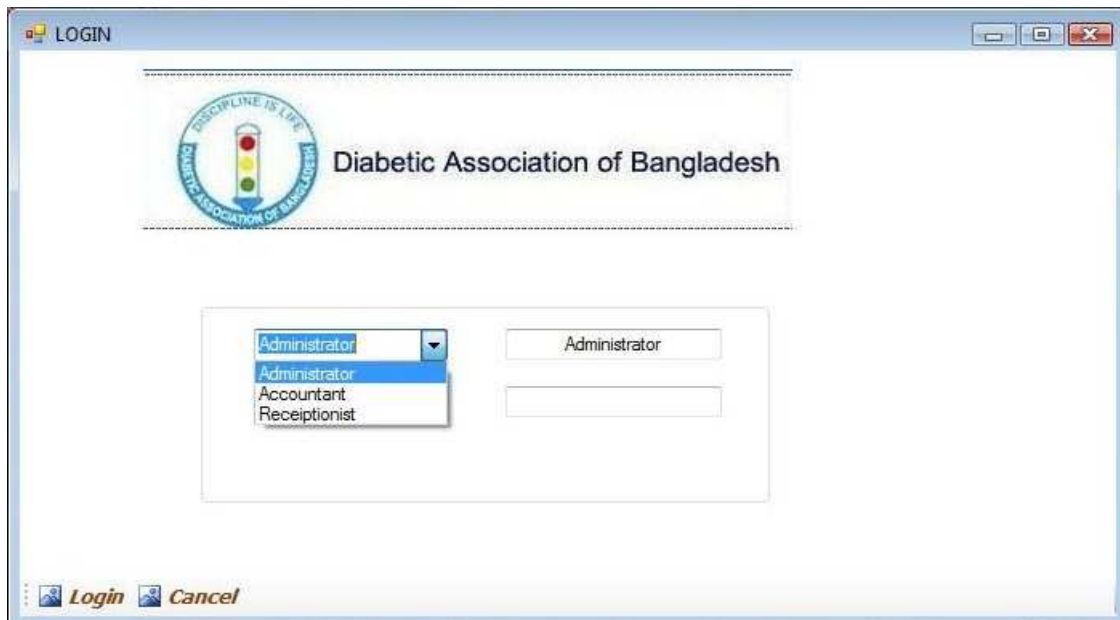 LOGIN
DISCIPLINE IS LIFE
DIABETIC ASSOCIATION OF BANGLADESH
Diabetic Association of Bangladesh
Administrator
Administrator
Administrator
Accountant
Receiptionist
Login Cancel